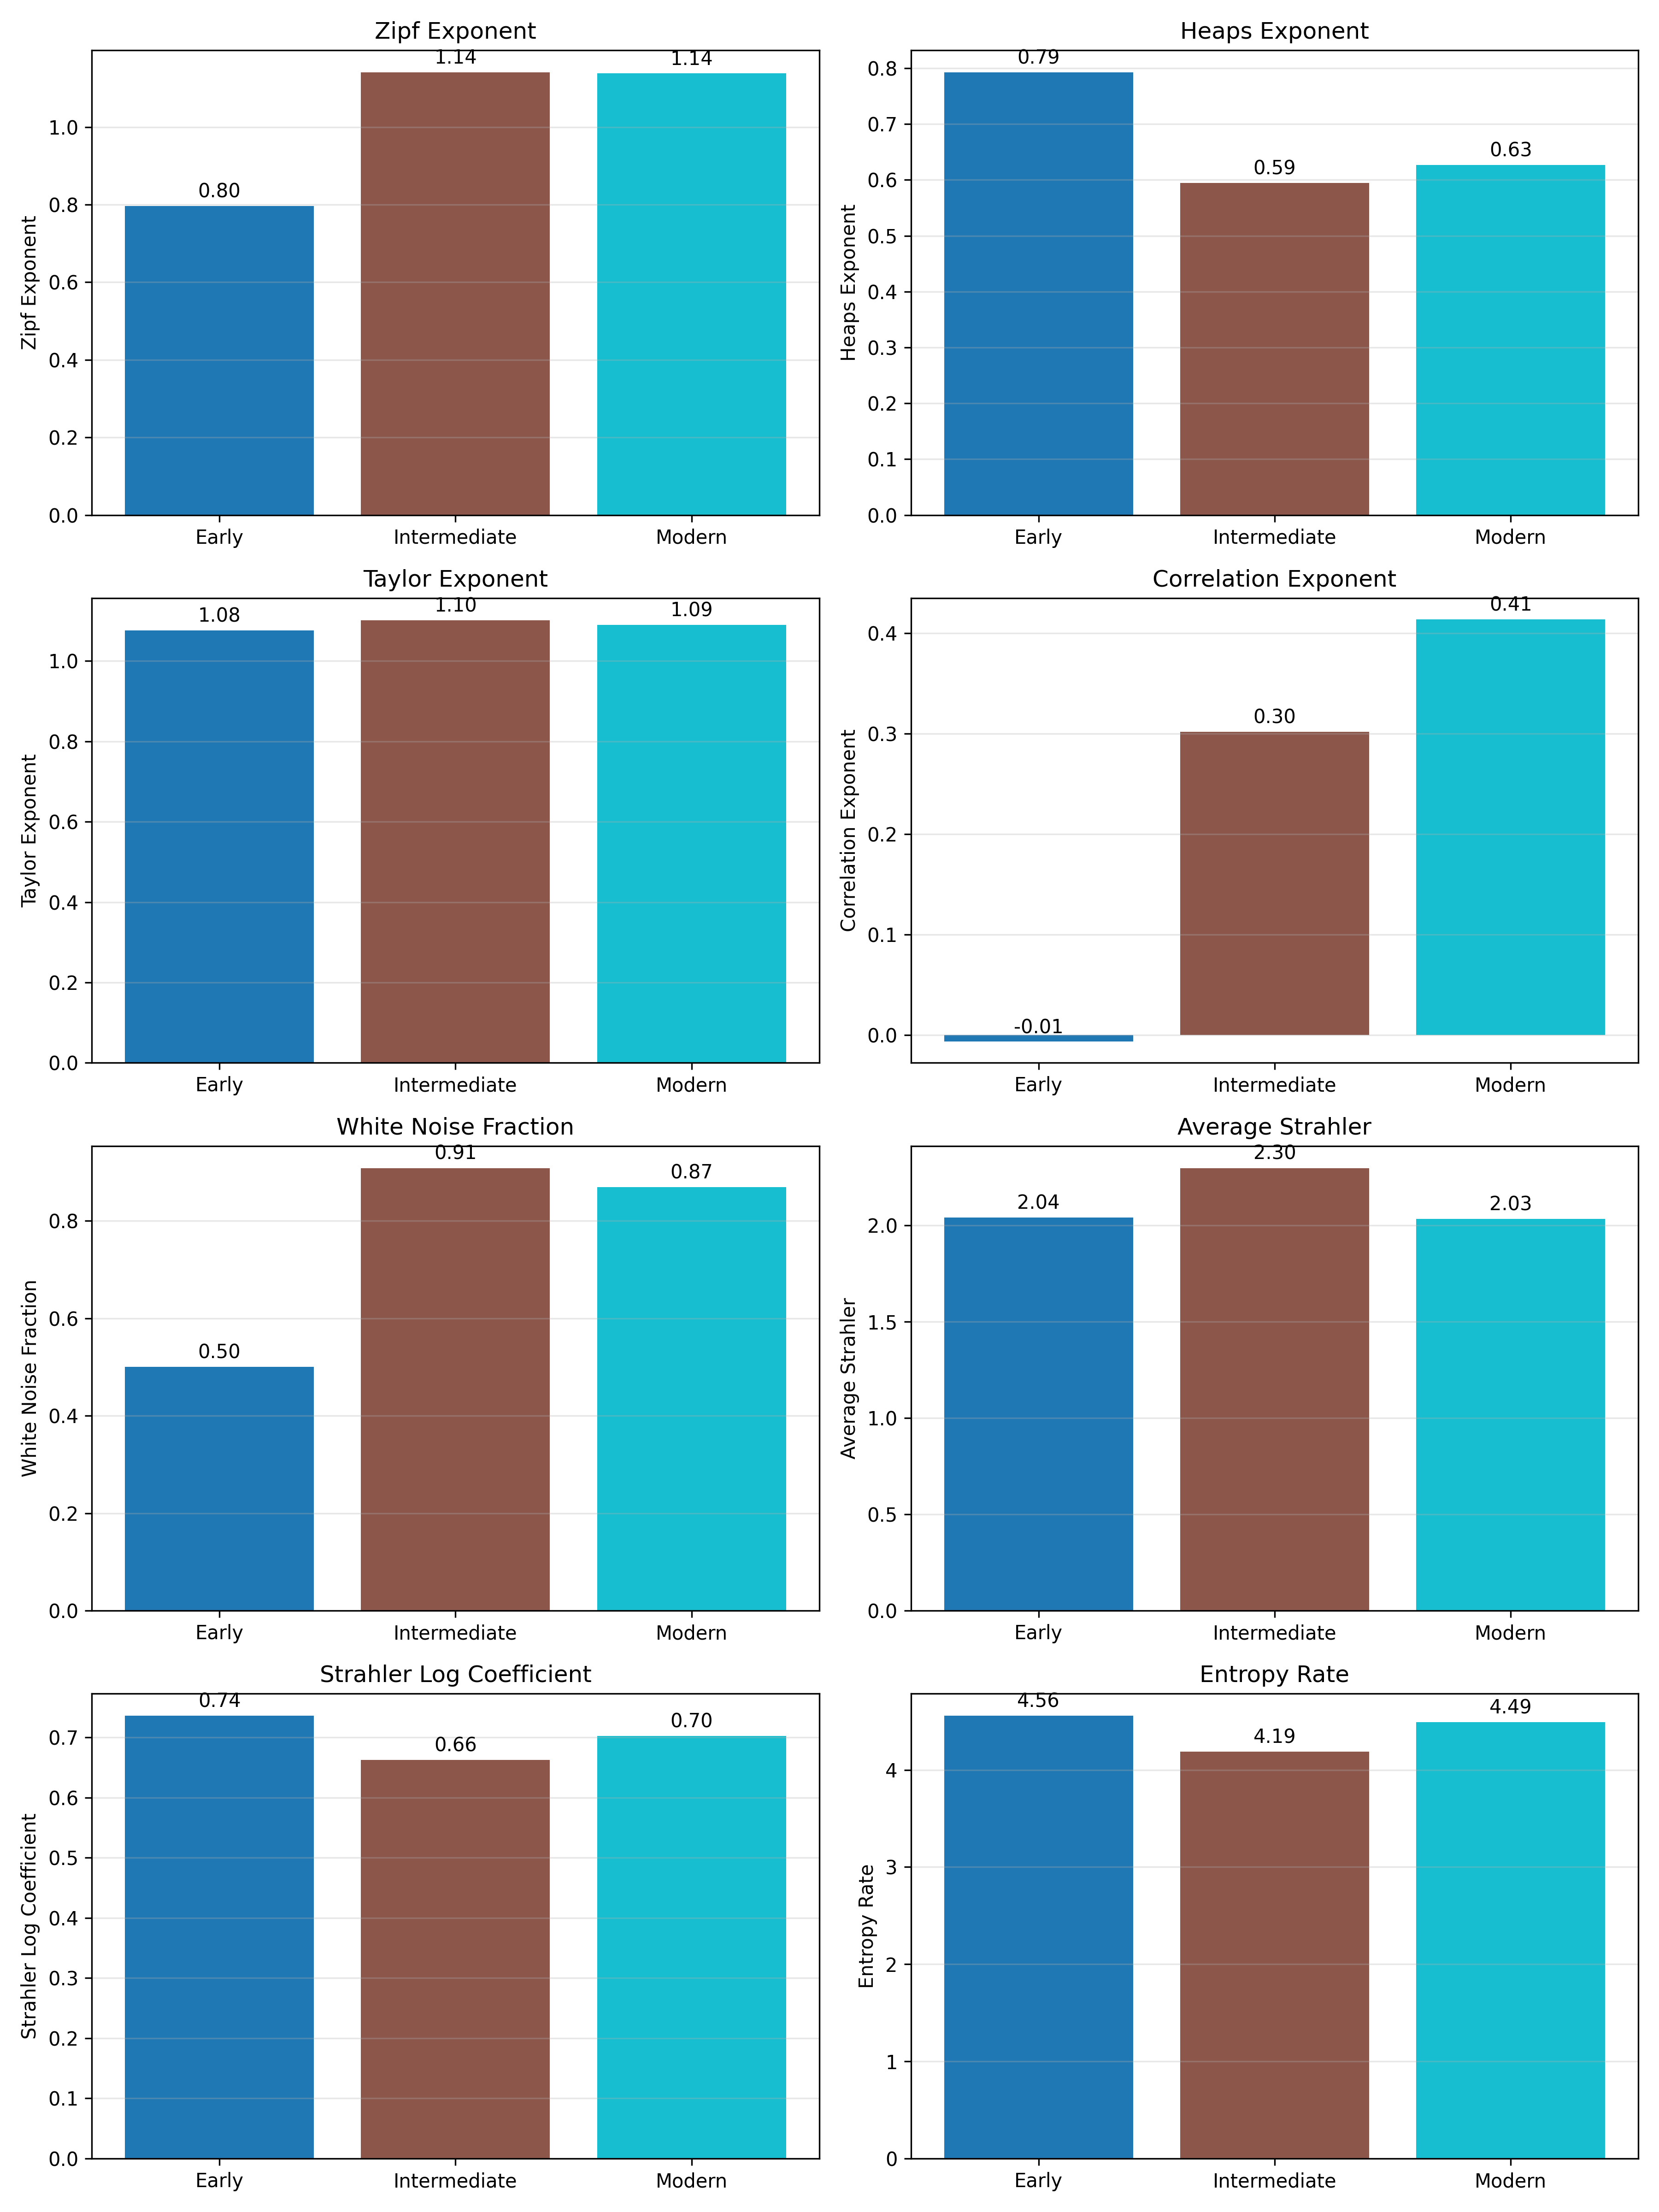 Zipf Exponent
Zipf Exponent
1.0
0.8
0.6
0.4
0.2
0.0
0.80
1.14
1.14
Early
Intermediate
Modern
Heaps Exponent
Heaps Exponent
0.8
0.7
0.6
0.5
0.4
0.3
0.2
0.1
0.0
0.79
0.59
0.63
Early
Intermediate
Modern
Taylor Exponent
Taylor Exponent
1.0
0.8
0.6
0.4
0.2
0.0
1.08
1.10
1.09
Early
Intermediate
Modern
Correlation Exponent
Correlation Exponent
0.4
0.3
0.2
0.1
0.0
-0.01
0.30
0.41
Early
Intermediate
Modern
White Noise Fraction
White Noise Fraction
0.8
0.6
0.4
0.2
0.0
0.50
0.91
0.87
Early
Intermediate
Modern
Average Strahler
Average Strahler
2.0
1.5
1.0
0.5
0.0
2.04
2.30
2.03
Early
Intermediate
Modern
Strahler Log Coefficient
Strahler Log Coefficient
0.7
0.6
0.5
0.4
0.3
0.2
0.1
0.0
0.74
0.66
0.70
Early
Intermediate
Modern
Entropy Rate
Entropy Rate
4
3
2
1
0
4.56
4.19
4.49
Early
Intermediate
Modern